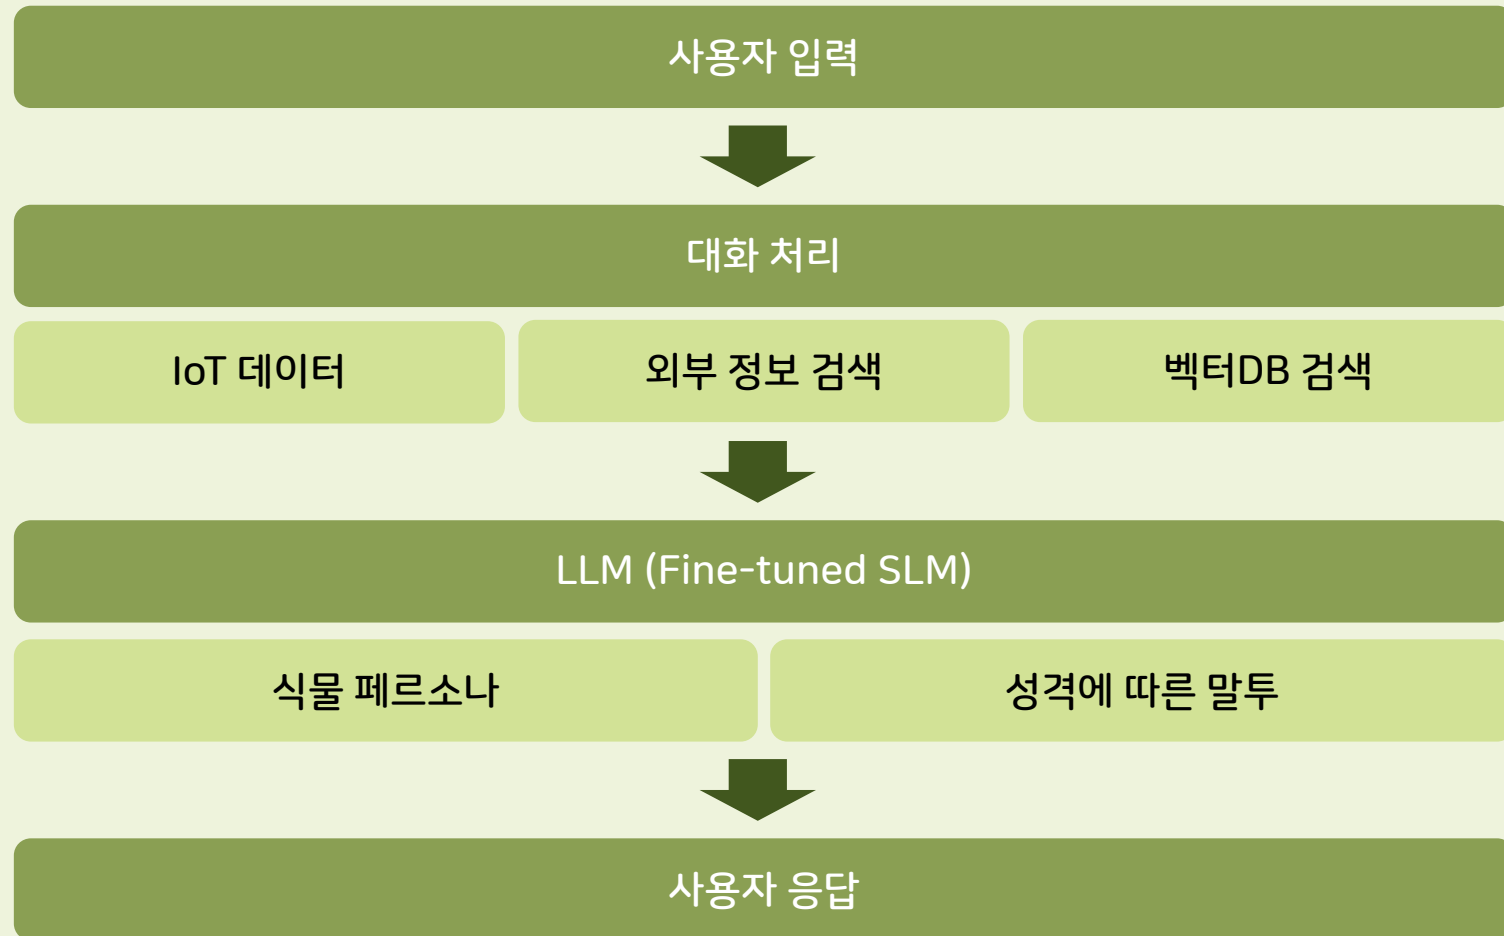 사용자 입력
대화 처리
IoT 데이터
외부 정보 검색
벡터DB 검색
LLM (Fine-tuned SLM)
식물 페르소나
성격에 따른 말투
사용자 응답